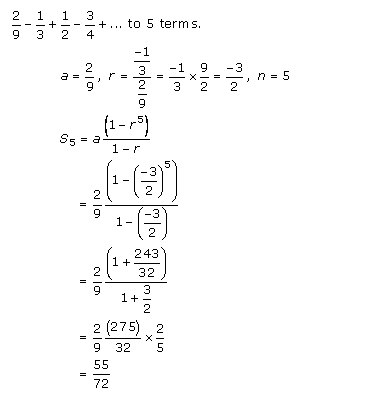 2/9 − 1/3 + 1/2 − 3/4 + ... to 5 terms.
a = 2/9, r = (−1/3)/(2/9) = −1/3 × 9/2 = −3/2, n = 5
S₅ = a (1 − r⁵)/(1 − r)
= 2/9 (1 − (−3/2)⁵)/(1 − (−3/2))
= 2/9 (1 + 243/32)/(1 + 3/2)
= 2/9 (275)/32 × 2/5
= 55/72